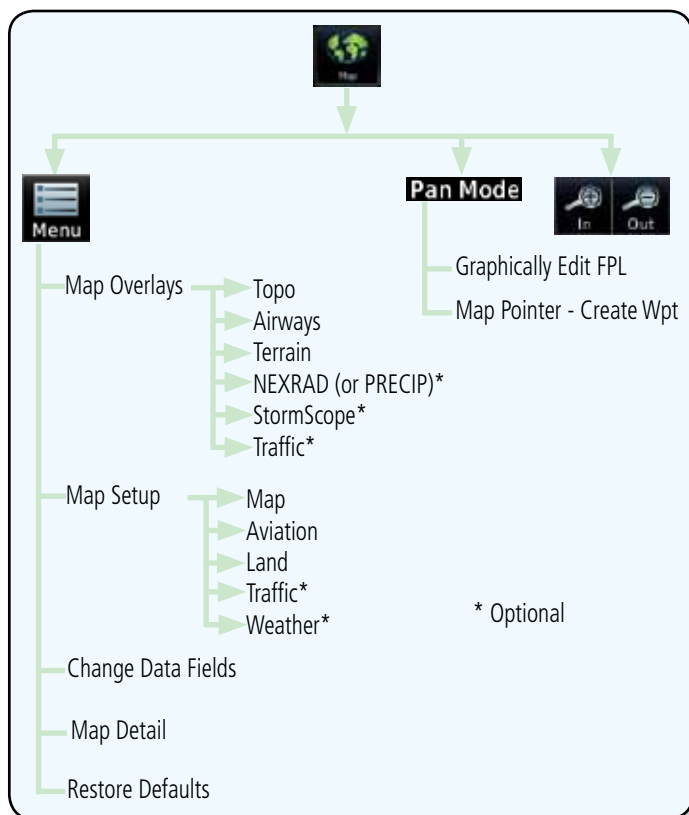 Map
Menu
Pan Mode
In
Out
Map Overlays
Topo
Airways
Terrain
NEXRAD (or PRECIP)*
StormScope*
Traffic*
Graphically Edit FPL
Map Pointer - Create Wpt
Map Setup
Map
Aviation
Land
Traffic*
Weather*
* Optional
Change Data Fields
Map Detail
Restore Defaults